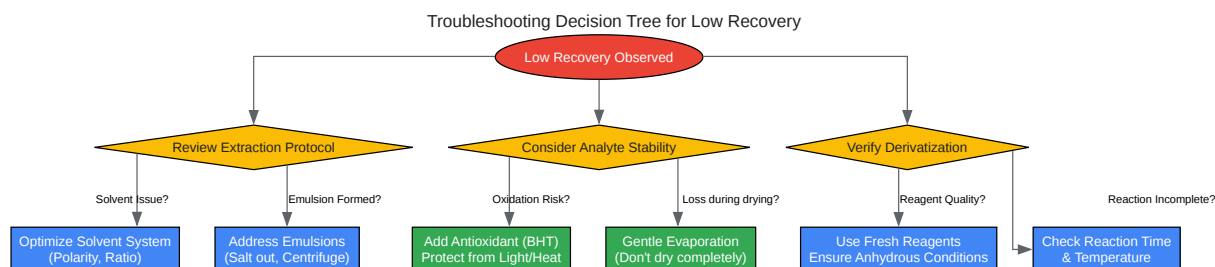 Troubleshooting Decision Tree for Low Recovery
Low Recovery Observed
Review Extraction Protocol
Consider Analyte Stability
Verify Derivatization
Solvent Issue?
Emulsion Formed?
Oxidation Risk?
Loss during drying?
Reagent Quality?
Reaction Incomplete?
Optimize Solvent System
(Polarity, Ratio)
Address Emulsions
(Salt out, Centrifuge)
Add Antioxidant (BHT)
Protect from Light/Heat
Gentle Evaporation
(Don't dry completely)
Use Fresh Reagents
Ensure Anhydrous Conditions
Check Reaction Time
& Temperature